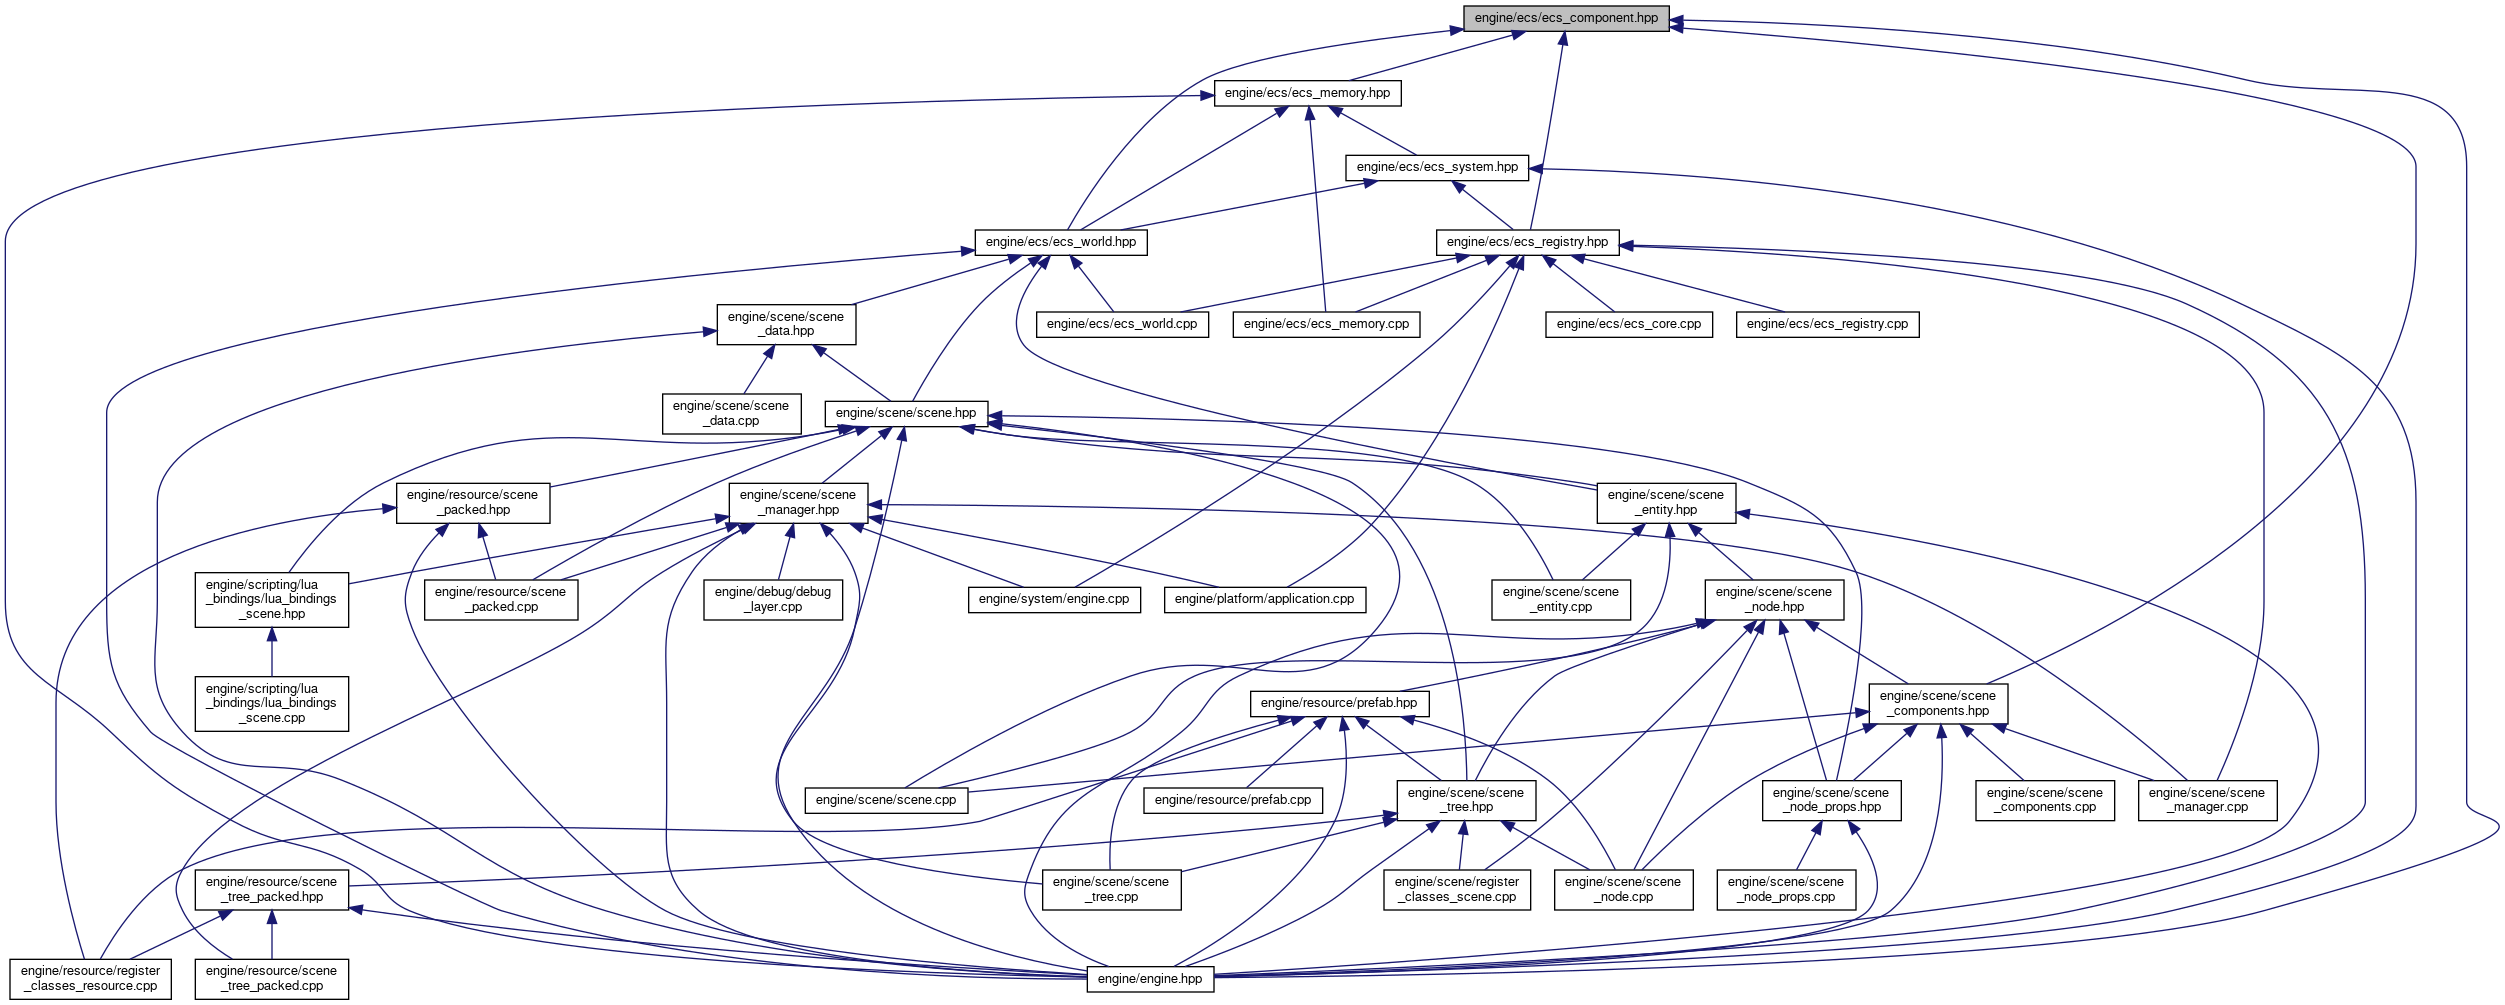 engine/ecs/ecs_component.hpp
engine/ecs/ecs_memory.hpp
engine/ecs/ecs_system.hpp
engine/ecs/ecs_world.hpp
engine/ecs/ecs_registry.hpp
engine/scene/scene
_data.hpp
engine/ecs/ecs_world.cpp
engine/ecs/ecs_memory.cpp
engine/ecs/ecs_core.cpp
engine/ecs/ecs_registry.cpp
engine/scene/scene
_data.cpp
engine/scene/scene.hpp
engine/resource/scene
_packed.hpp
engine/scene/scene
_manager.hpp
engine/scene/scene
_entity.hpp
engine/scripting/lua
_bindings/lua_bindings
_scene.hpp
engine/resource/scene
_packed.cpp
engine/debug/debug
_layer.cpp
engine/system/engine.cpp
engine/platform/application.cpp
engine/scene/scene
_entity.cpp
engine/scene/scene
_node.hpp
engine/scripting/lua
_bindings/lua_bindings
_scene.cpp
engine/resource/prefab.hpp
engine/scene/scene
_components.hpp
engine/scene/scene.cpp
engine/resource/prefab.cpp
engine/scene/scene
_tree.hpp
engine/scene/scene
_node_props.hpp
engine/scene/scene
_components.cpp
engine/scene/scene
_manager.cpp
engine/resource/scene
_tree_packed.hpp
engine/scene/scene
_tree.cpp
engine/scene/register
_classes_scene.cpp
engine/scene/scene
_node.cpp
engine/scene/scene
_node_props.cpp
engine/resource/register
_classes_resource.cpp
engine/resource/scene
_tree_packed.cpp
engine/engine.hpp